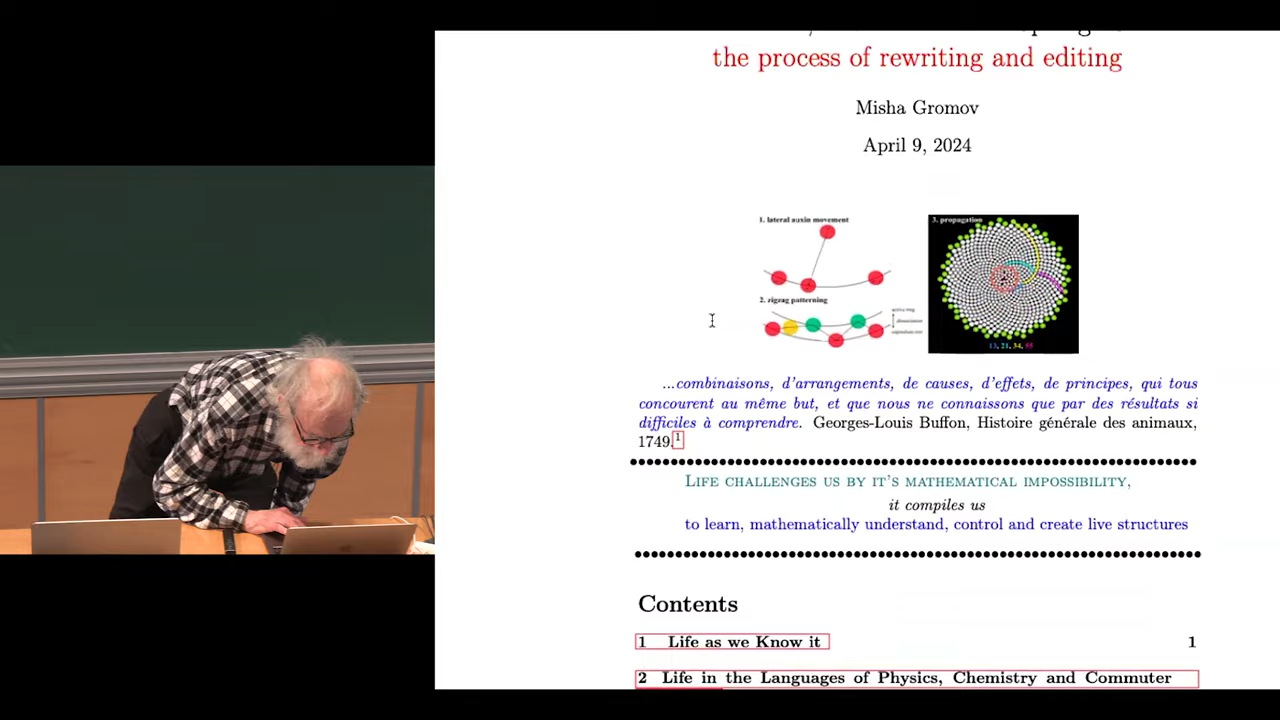 the process of rewriting and editing
Misha Gromov
April 9, 2024
1. lateral auxin movement
3. propagation
2. zigzag patterning
13, 21, 34, 55
...combinaisons, d'arrangements, de causes, d'effets, de principes, qui tous
concourent au même but, et que nous ne connaissons que par des résultats si
difficiles à comprendre. Georges-Louis Buffon, Histoire générale des animaux,
1749.1
Life challenges us by it's mathematical impossibility,
it compiles us
to learn, mathematically understand, control and create live structures
Contents
1 Life as we Know it 1
2 Life in the Languages of Physics, Chemistry and Commuter